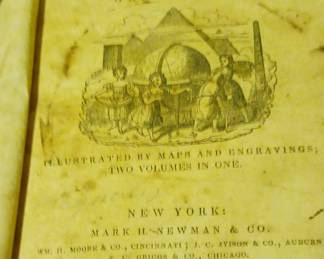 ILLUSTRATED BY MAPS AND ENGRAVINGS;
TWO VOLUMES IN ONE.
NEW YORK:
MARK H. NEWMAN & CO.
WM. H. MOORE & CO., CINCINNATI; J. C. IVISON & CO., AUBURN
S. C. GRIGGS & CO., CHICAGO.